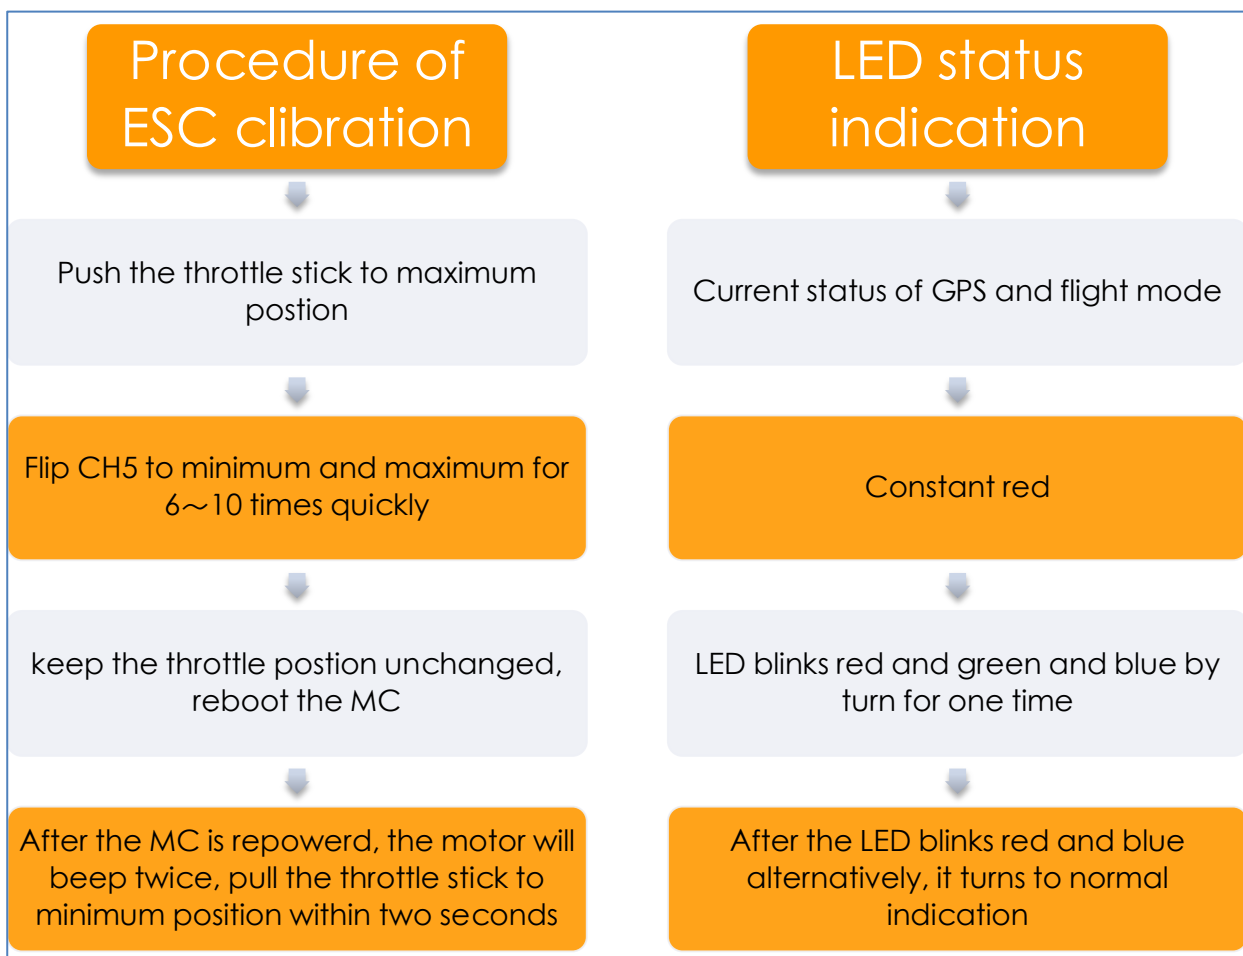 Procedure of
ESC clibration
Push the throttle stick to maximum
postion
Flip CH5 to minimum and maximum for
6～10 times quickly
keep the throttle postion unchanged,
reboot the MC
After the MC is repowerd, the motor will
beep twice, pull the throttle stick to
minimum position within two seconds
LED status
indication
Current status of GPS and flight mode
Constant red
LED blinks red and green and blue by
turn for one time
After the LED blinks red and blue
alternatively, it turns to normal
indication